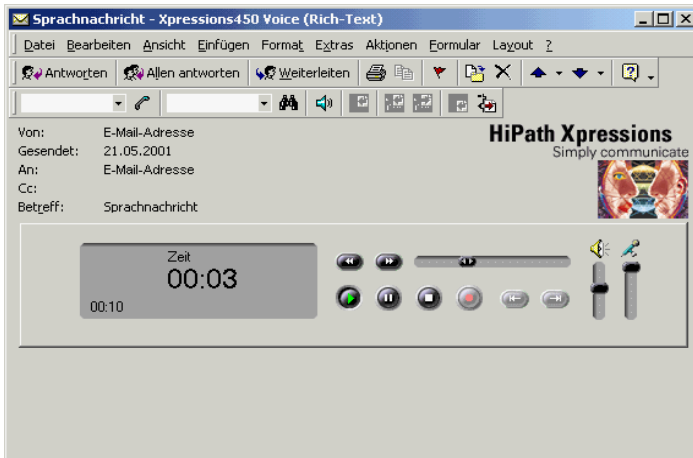 Sprachnachricht - Xpressions450 Voice (Rich-Text)
Datei Bearbeiten Ansicht Einfügen Format Extras Aktionen Eormular Layout ?
Antworten Allen antworten Weiterleiten
Von: E-Mail-Adresse
HiPath Xpressions
Gesendet: 21.05.2001
Simply communicate
An: E-Mail-Adresse
Cc:
Betreff: Sprachnachricht
Zeit
00:03
00:10